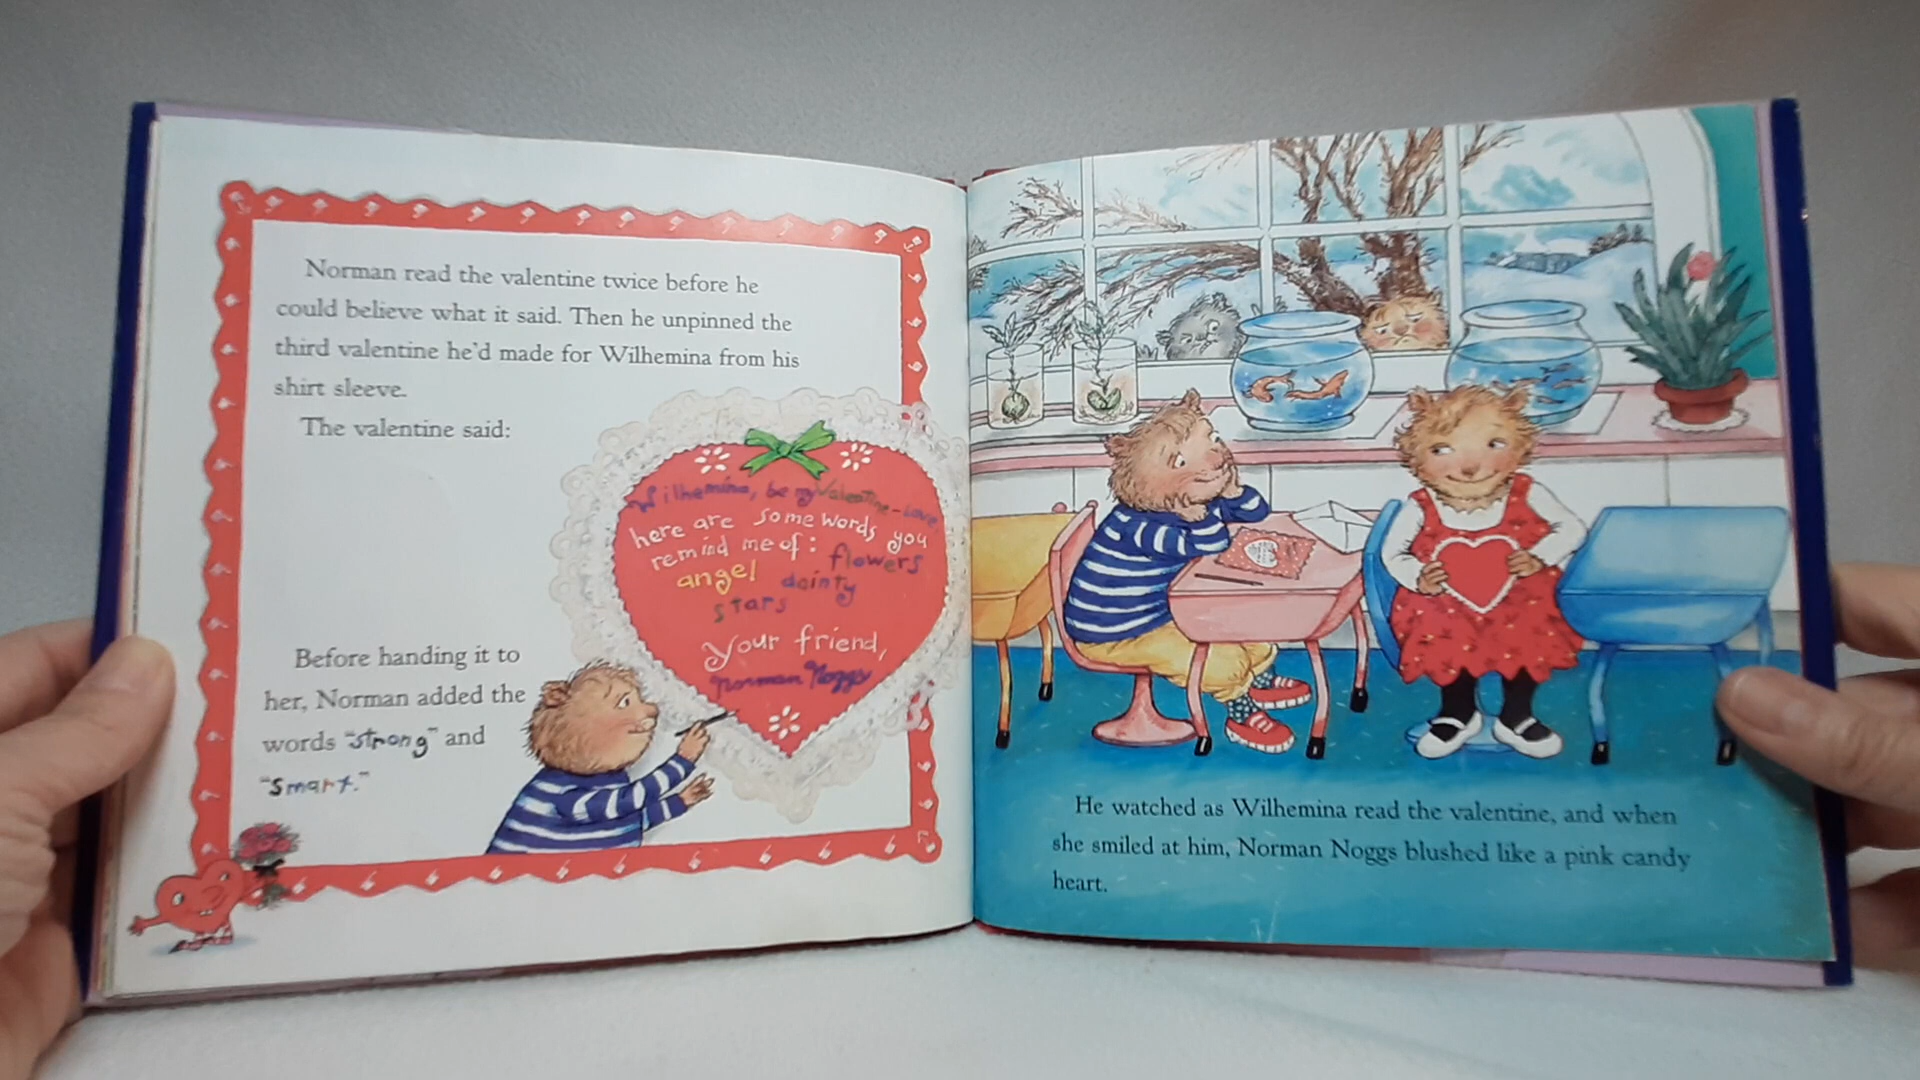 Norman read the valentine twice before he
could believe what it said. Then he unpinned the
third valentine he'd made for Wilhemina from his
shirt sleeve.
The valentine said:
Wilhemina, be my Valentine-Love,
here are some words you
remind me of: flowers
angel dainty
stars
Your friend,
Norman Noggs
Before handing it to
her, Norman added the
words "strong" and
"smart."
He watched as Wilhemina read the valentine, and when
she smiled at him, Norman Noggs blushed like a pink candy
heart.